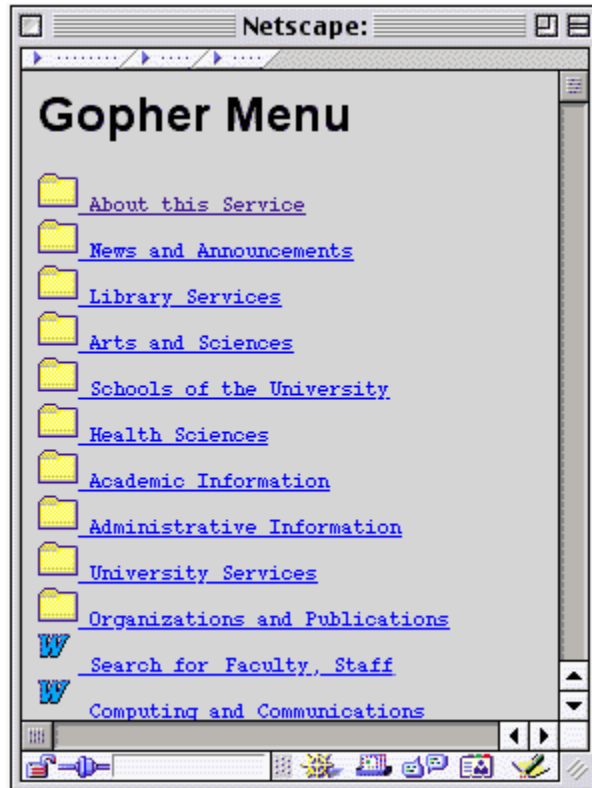 Netscape:
Gopher Menu
About this Service
News and Announcements
Library Services
Arts and Sciences
Schools of the University
Health Sciences
Academic Information
Administrative Information
University Services
Organizations and Publications
W Search for Faculty, Staff
W Computing and Communications